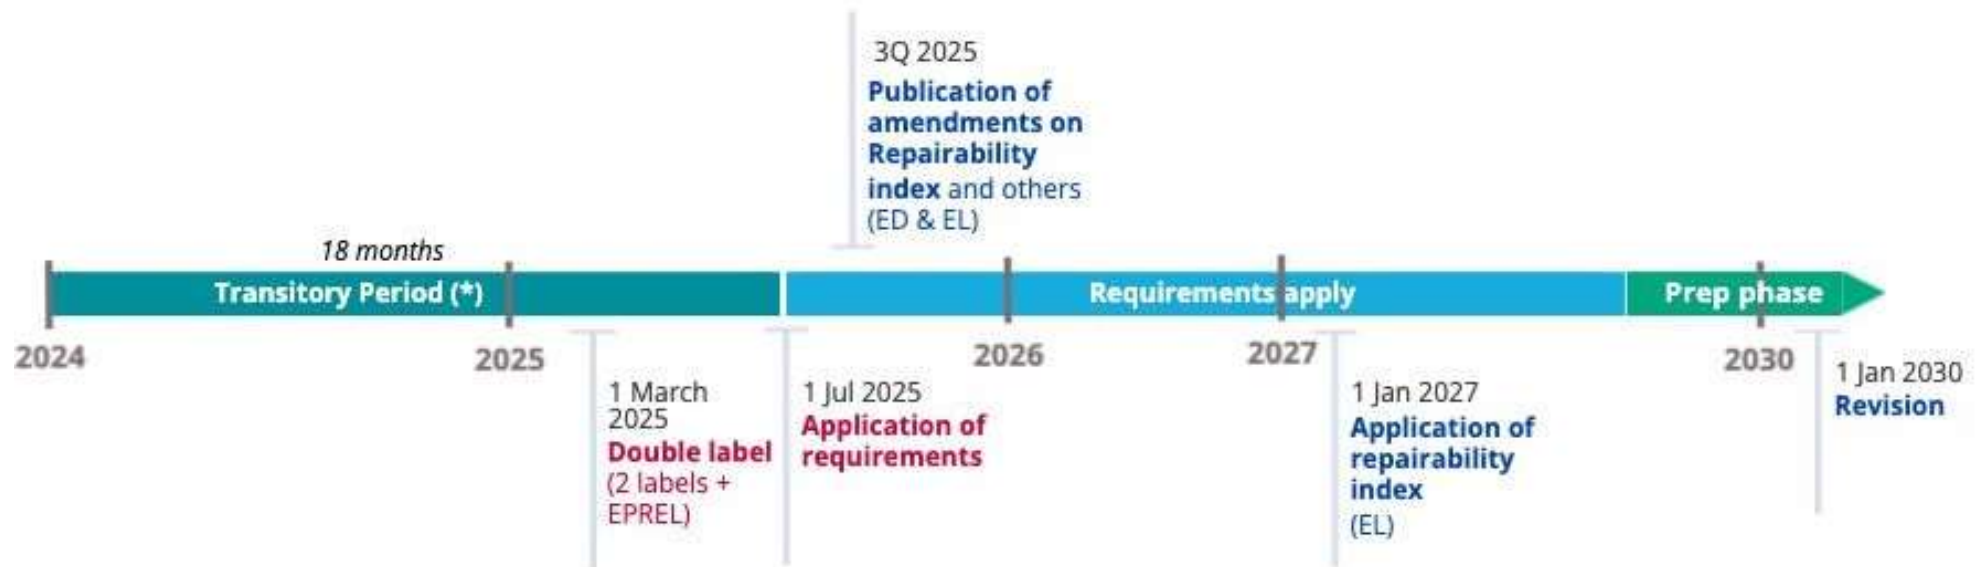 3Q 2025
Publication of
amendments on
Repairability
index and others
(ED & EL)
18 months
Transitory Period (*)
Requirements apply
Prep phase
2024
2025
2026
2027
2030
1 March
2025
Double label
(2 labels +
EPREL)
1 Jul 2025
Application of
requirements
1 Jan 2027
Application of
repairability
index
(EL)
1 Jan 2030
Revision